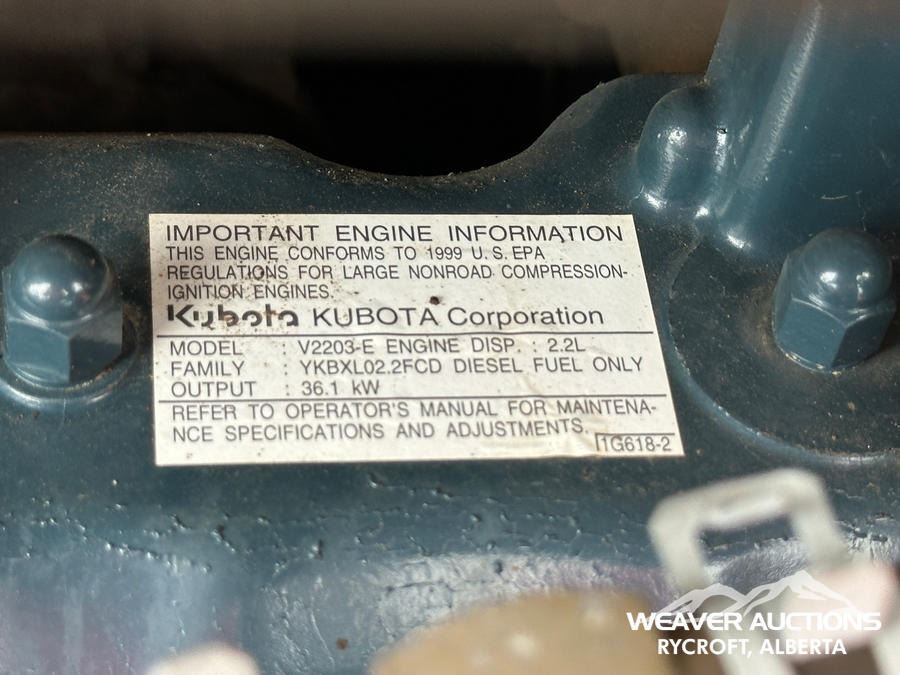 IMPORTANT ENGINE INFORMATION
THIS ENGINE CONFORMS TO 1999 U.S. EPA
REGULATIONS FOR LARGE NONROAD COMPRESSION-
IGNITION ENGINES.
Kubota KUBOTA Corporation
MODEL : V2203-E ENGINE DISP. : 2.2L
FAMILY : YKBXL02.2FCD DIESEL FUEL ONLY
OUTPUT : 36.1 kW
REFER TO OPERATOR'S MANUAL FOR MAINTENA-
NCE SPECIFICATIONS AND ADJUSTMENTS.
1G618-2
WEAVER AUCTIONS
RYCROFT, ALBERTA